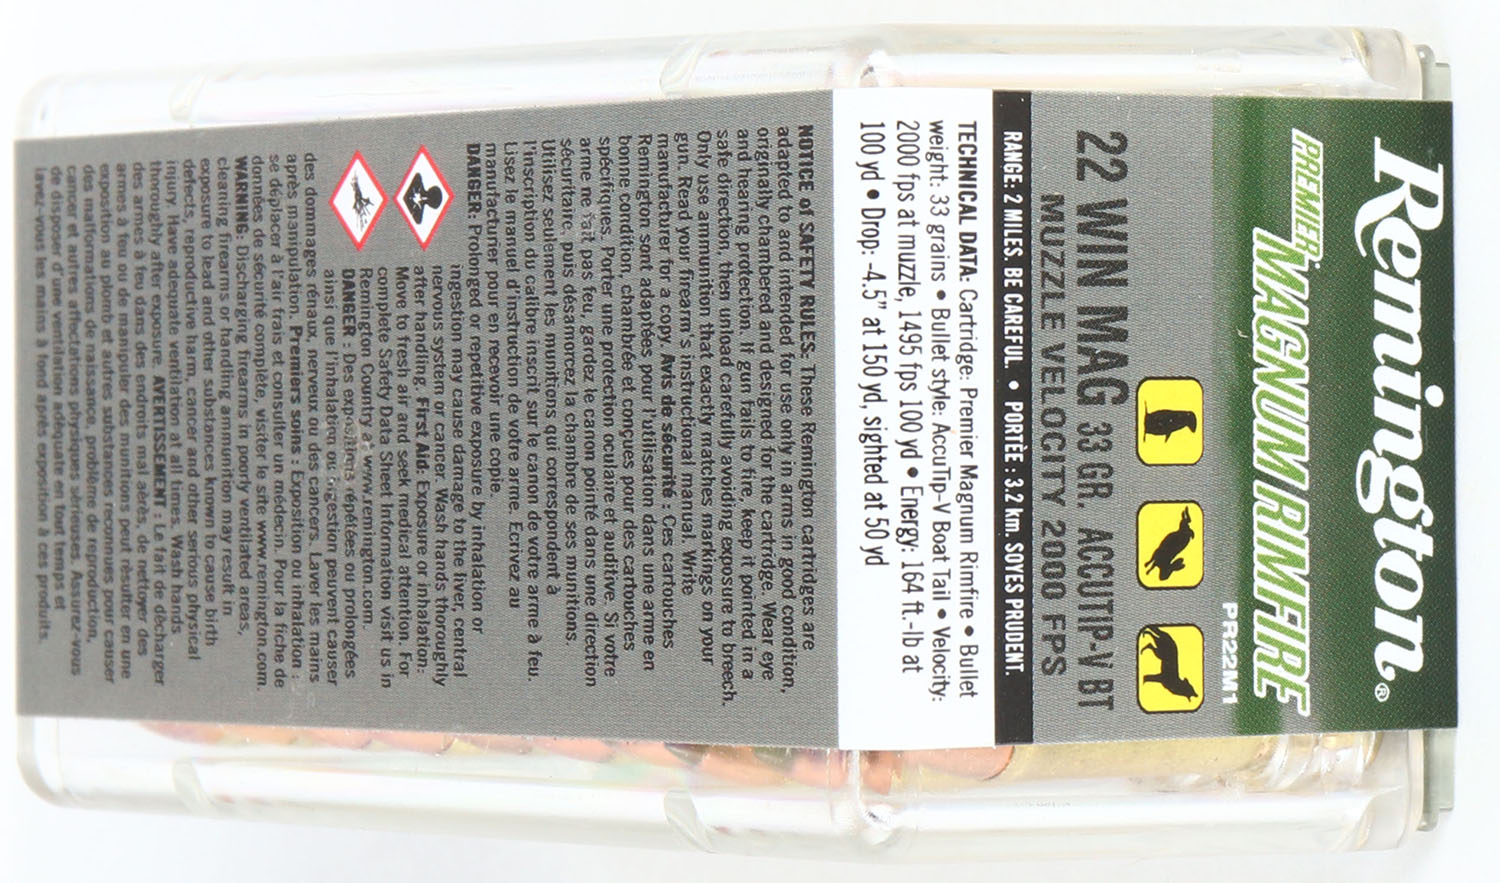 Remington®
PREMIER™
MAGNUM RIMFIRE
PR22M1
22 WIN MAG 33 GR. ACCUTIP-V BT
MUZZLE VELOCITY 2000 FPS
RANGE: 2 MILES. BE CAREFUL. • PORTÉE : 3.2 km. SOYES PRUDENT.
TECHNICAL DATA: Cartridge: Premier Magnum Rimfire • Bullet
weight: 33 grains • Bullet style: AccuTip-V Boat Tail • Velocity:
2000 fps at muzzle, 1495 fps 100 yd • Energy: 164 ft.-lb at
100 yd • Drop: -4.5" at 150 yd, sighted at 50 yd
NOTICE of SAFETY RULES: These Remington cartridges are
adapted to and intended for use only in arms in good condition,
originally chambered and designed for the cartridge. Wear eye
and hearing protection. If gun fails to fire, keep it pointed in a
safe direction, then unload carefully avoiding exposure to breech.
Only use ammunition that exactly matches markings on your
gun. Read your firearm's instructional manual. Write
manufacturer for a copy. Avis de sécurité : Ces cartouches
Remington sont adaptées pour l'utilisation dans une arme en
bonne condition, chambrée et conçues pour des cartouches
spécifiques. Porter une protection oculaire et auditive. Si votre
arme ne fait pas feu, gardez le canon pointé dans une direction
sécuritaire, puis désamorcez la chambre de ses munitions.
Utilisez seulement les munitions qui correspondent à
l'inscription du calibre inscrit sur le canon de votre arme à feu.
Lisez le manuel d'instruction de votre arme. Ecrivez au
manufacturier pour en recevoir une copie.
DANGER: Prolonged or repetitive exposure by inhalation or
ingestion may cause damage to the liver, central
nervous system or cancer. Wash hands thoroughly
after handling. First Aid: Exposure or inhalation:
Move to fresh air and seek medical attention. For
complete Safety Data Sheet Information visit us in
Remington Country at www.remington.com.
DANGER : Des expositions répétées ou prolongées
ainsi que l'inhalation ou ingestion peuvent causer
des dommages rénaux, nerveux ou des cancers. Laver les mains
après manipulation. Premiers soins : Exposition ou inhalation :
se déplacer à l'air frais et consulter un médecin. Pour la fiche de
données de sécurité complète, visiter le site www.remington.com.
WARNING: Discharging firearms in poorly ventilated areas,
cleaning firearms or handling ammunition may result in
exposure to lead and other substances known to cause birth
defects, reproductive harm, cancer and other serious physical
injury. Have adequate ventilation at all times. Wash hands
thoroughly after exposure. AVERTISSEMENT : Le fait de décharger
des armes à feu dans des endroits mal aérés, de nettoyer des
armes à feu ou de manipuler des munitions peut résulter en une
exposition au plomb et autres substances reconnues pour causer
des malformations de naissance, problème de reproduction,
cancer et autres affectations physiques sérieuses. Assurez-vous
de disposer d'une ventilation adéquate en tout temps et
lavez-vous les mains à fond après exposition à ces produits.